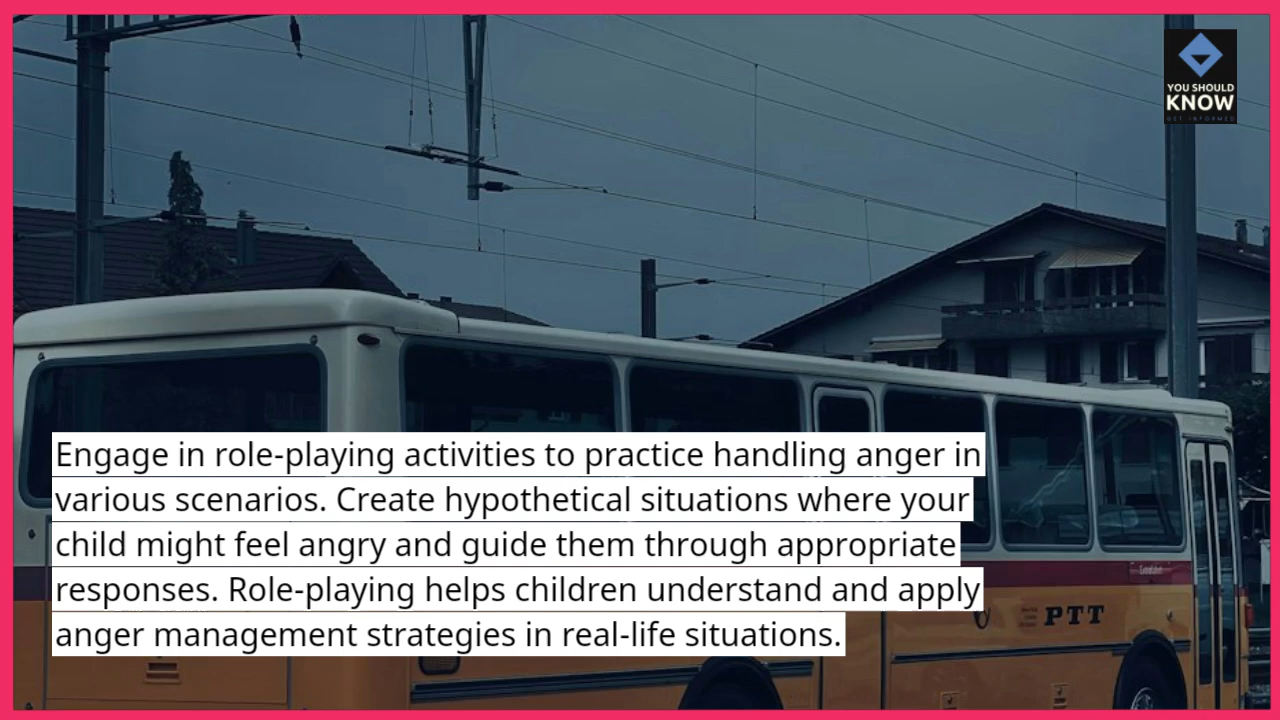 YOU SHOULD
KNOW
GET INFORMED
Engage in role-playing activities to practice handling anger in
various scenarios. Create hypothetical situations where your
child might feel angry and guide them through appropriate
responses. Role-playing helps children understand and apply
anger management strategies in real-life situations.
PTT